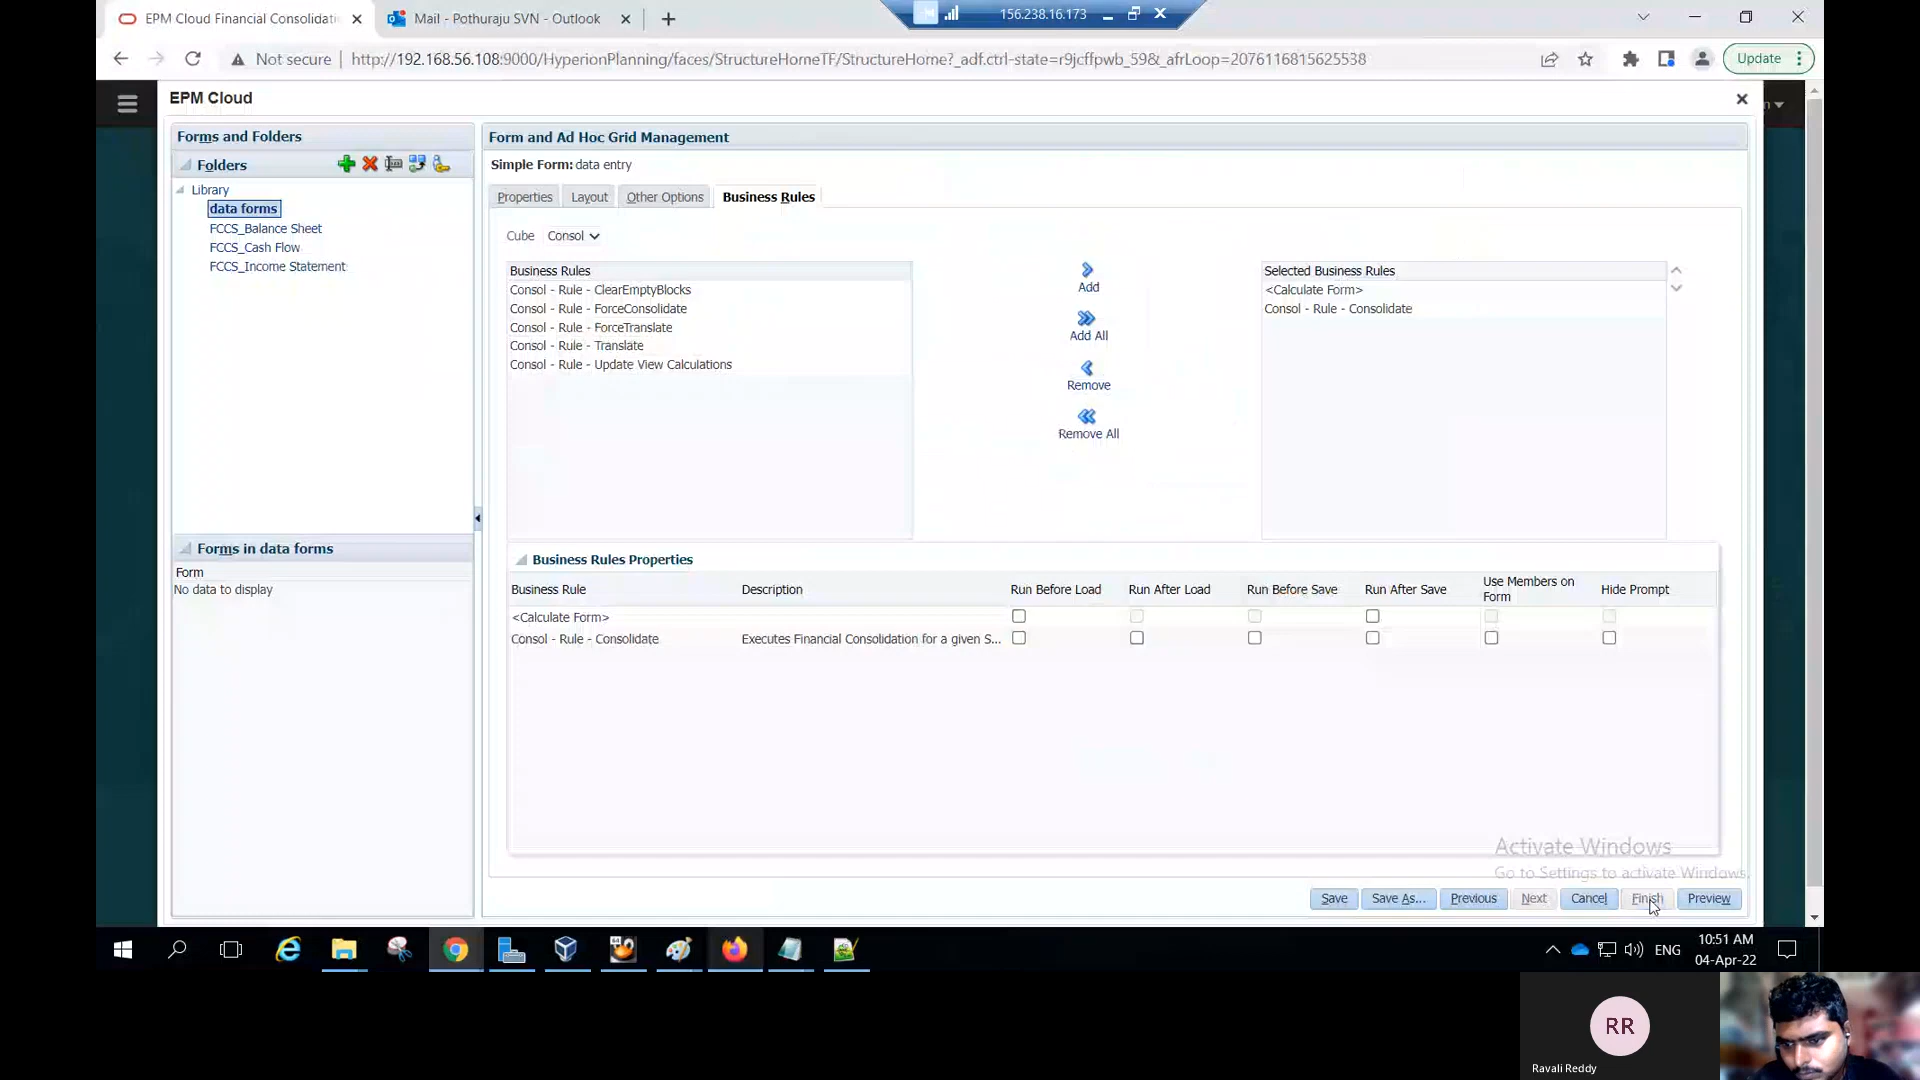 EPM Cloud Financial Consolidati
Mail - Pothuraju SVN - Outlook
156.238.16.173
Not secure
http://192.168.56.108:9000/HyperionPlanning/faces/StructureHomeTF/StructureHome?_adf.ctrl-state=r9jcffpwb_59&_afrLoop=2076116815625538
Update
EPM Cloud
n
Forms and Folders
Folders
Library
data forms
FCCS_Balance Sheet
FCCS_Cash Flow
FCCS_Income Statement
Forms in data forms
Form
No data to display
Form and Ad Hoc Grid Management
Simple Form: data entry
Properties
Layout
Other Options
Business Rules
Cube Consol
Business Rules
Consol - Rule - ClearEmptyBlocks
Consol - Rule - ForceConsolidate
Consol - Rule - ForceTranslate
Consol - Rule - Translate
Consol - Rule - Update View Calculations
Add
Add All
Remove
Remove All
Selected Business Rules
<Calculate Form>
Consol - Rule - Consolidate
Business Rules Properties
Business Rule Description Run Before Load Run After Load Run Before Save Run After Save Use Members on Form Hide Prompt
<Calculate Form>
Consol - Rule - Consolidate Executes Financial Consolidation for a given S...
Activate Windows
Go to Settings to activate Windows.
Save
Save As...
Previous
Next
Cancel
Finish
Preview
ENG
10:51 AM
04-Apr-22
RR
Ravali Reddy